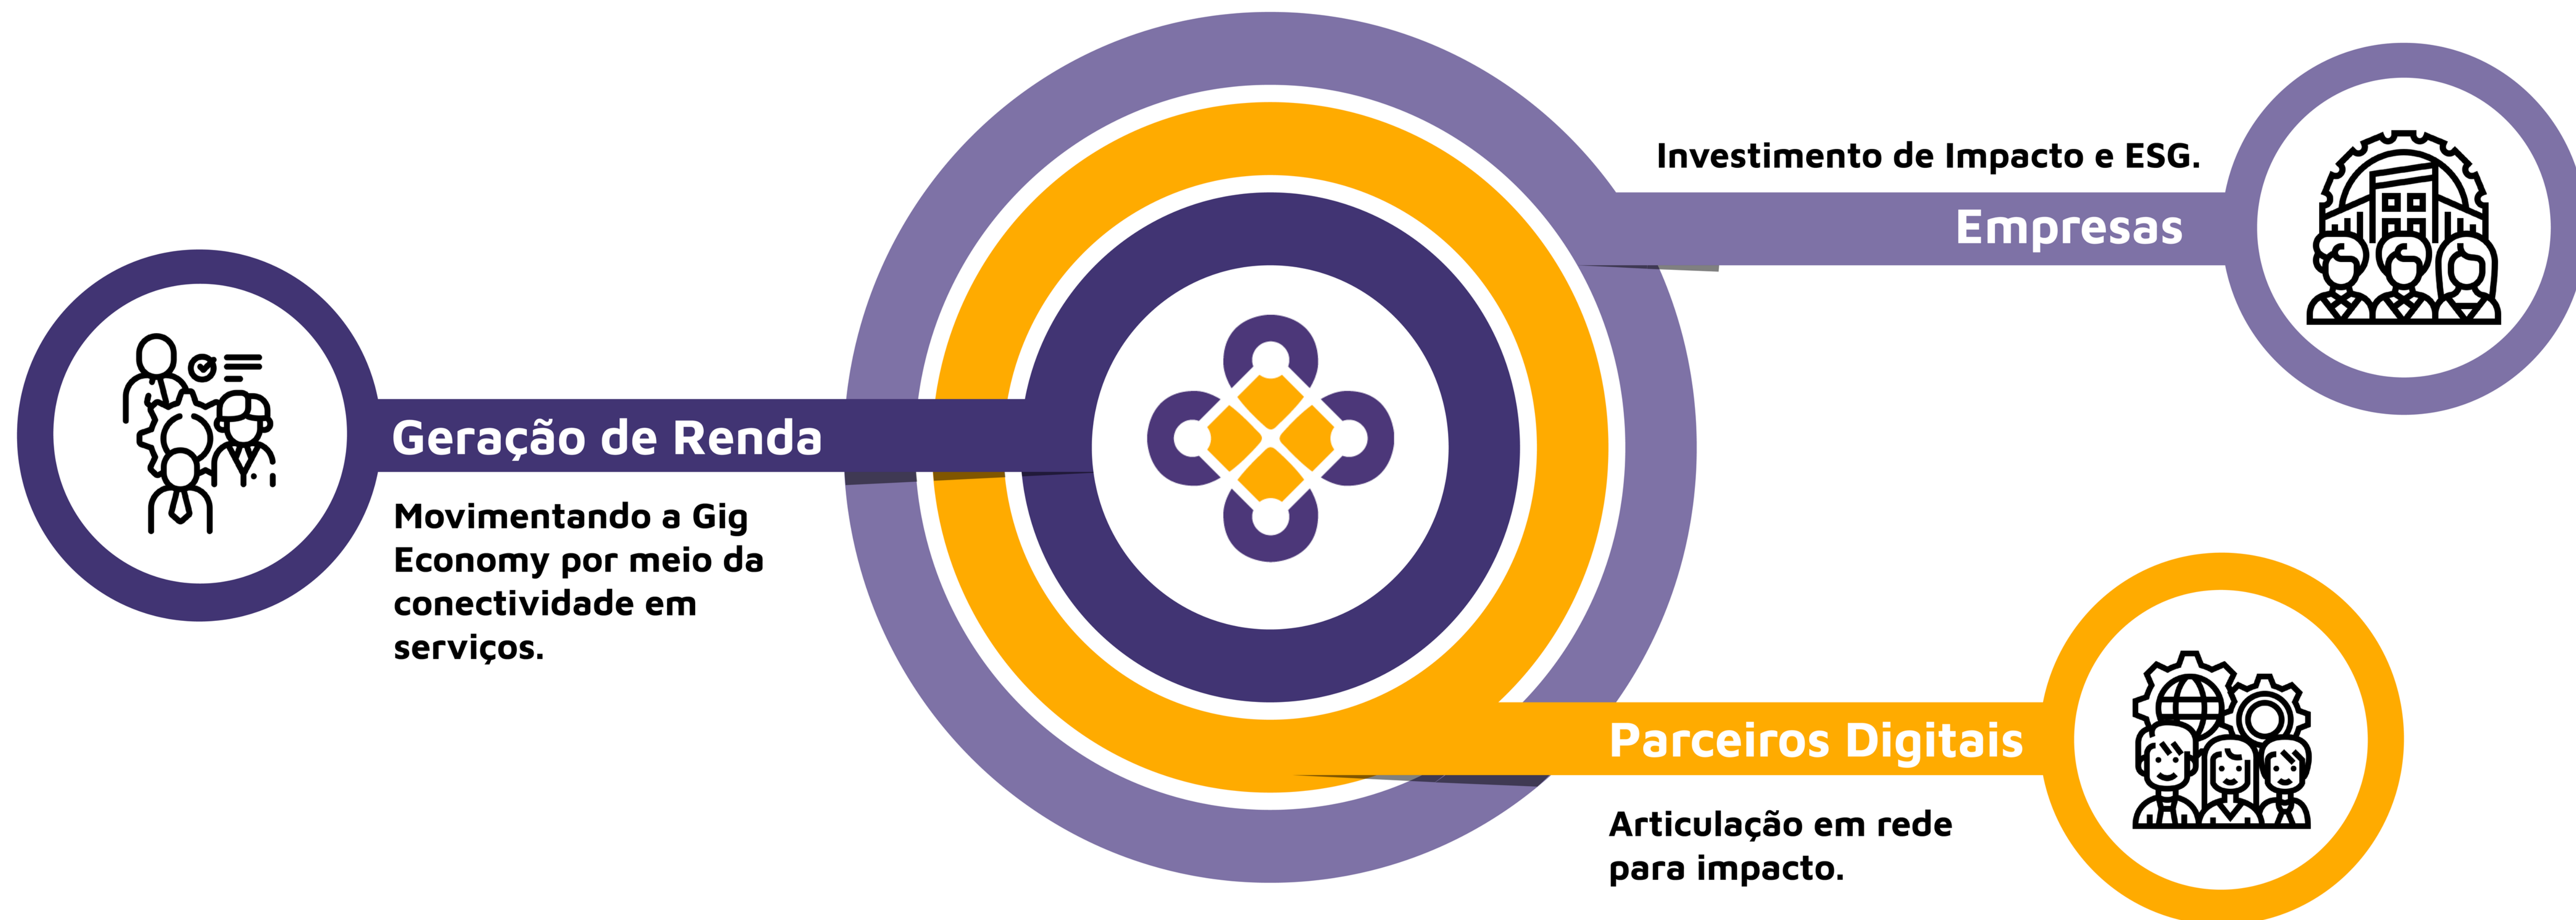 Geração de Renda
Movimentando a Gig
Economy por meio da
conectividade em
serviços.
Investimento de Impacto e ESG.
Empresas
Parceiros Digitais
Articulação em rede
para impacto.